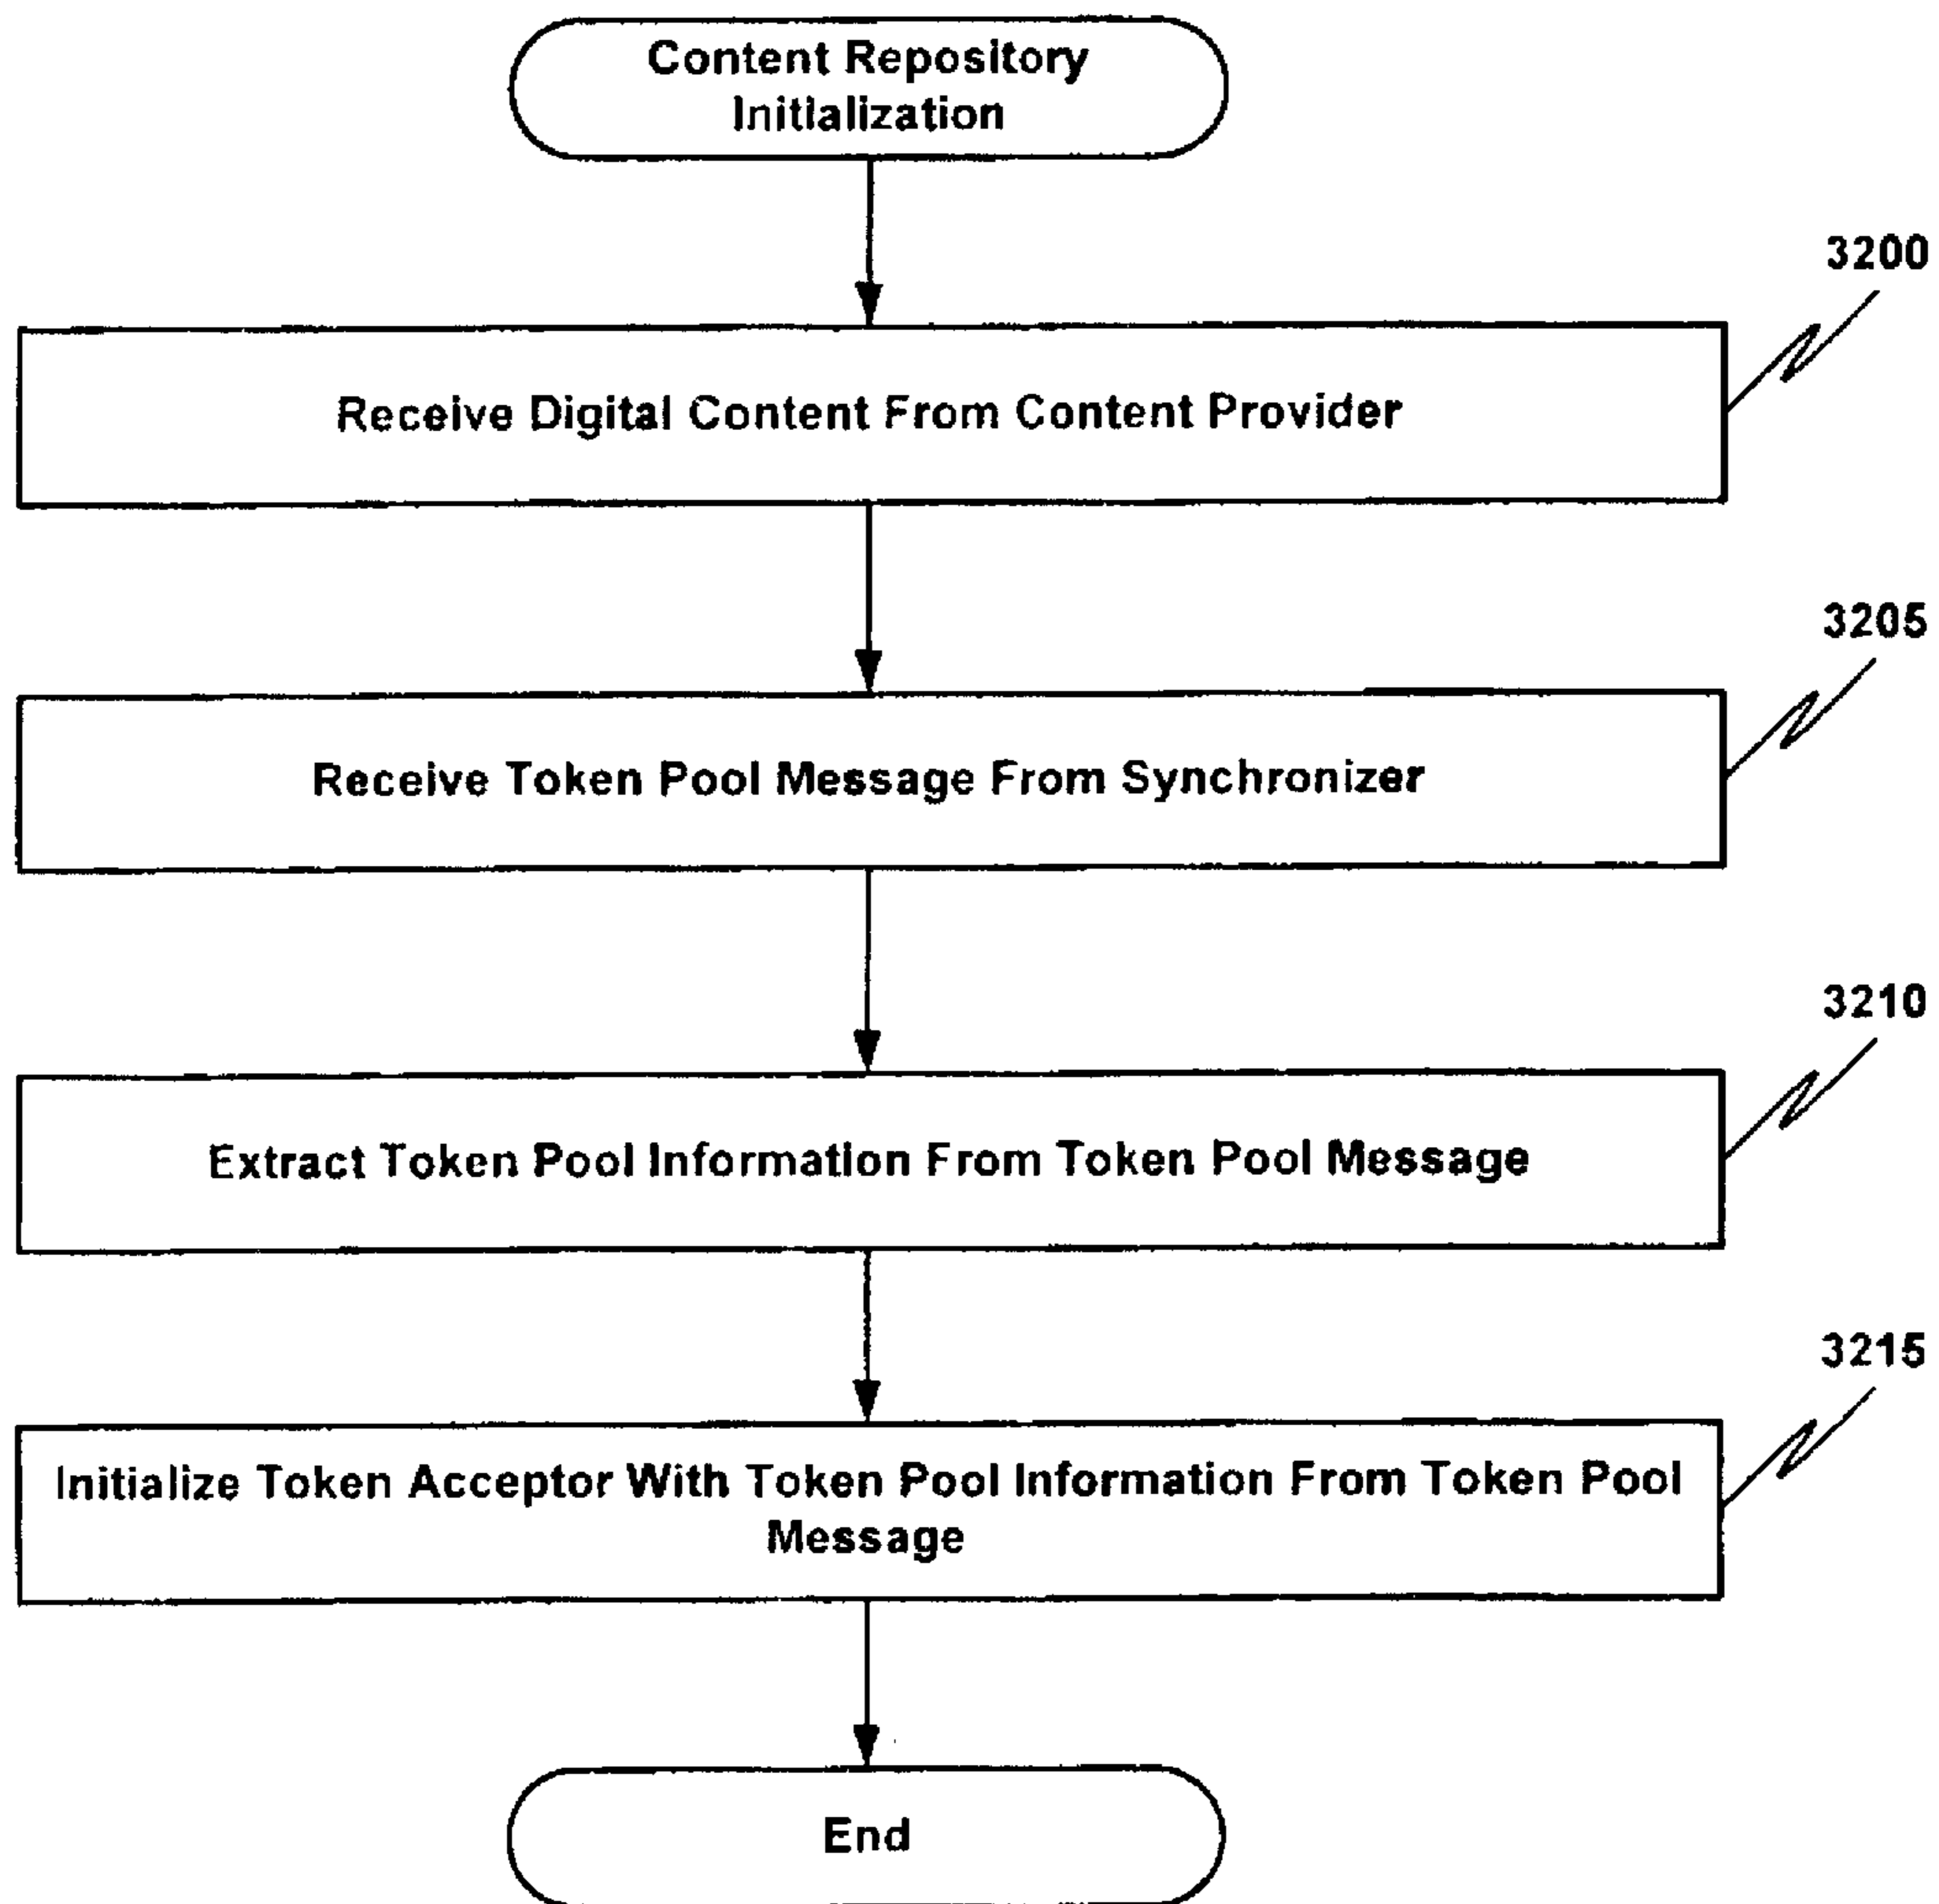 Content Repository
Initialization
3200
Receive Digital Content From Content Provider
3205
Receive Token Pool Message From Synchronizer
3210
Extract Token Pool Information From Token Pool Message
3215
Initialize Token Acceptor With Token Pool Information From Token Pool
Message
End